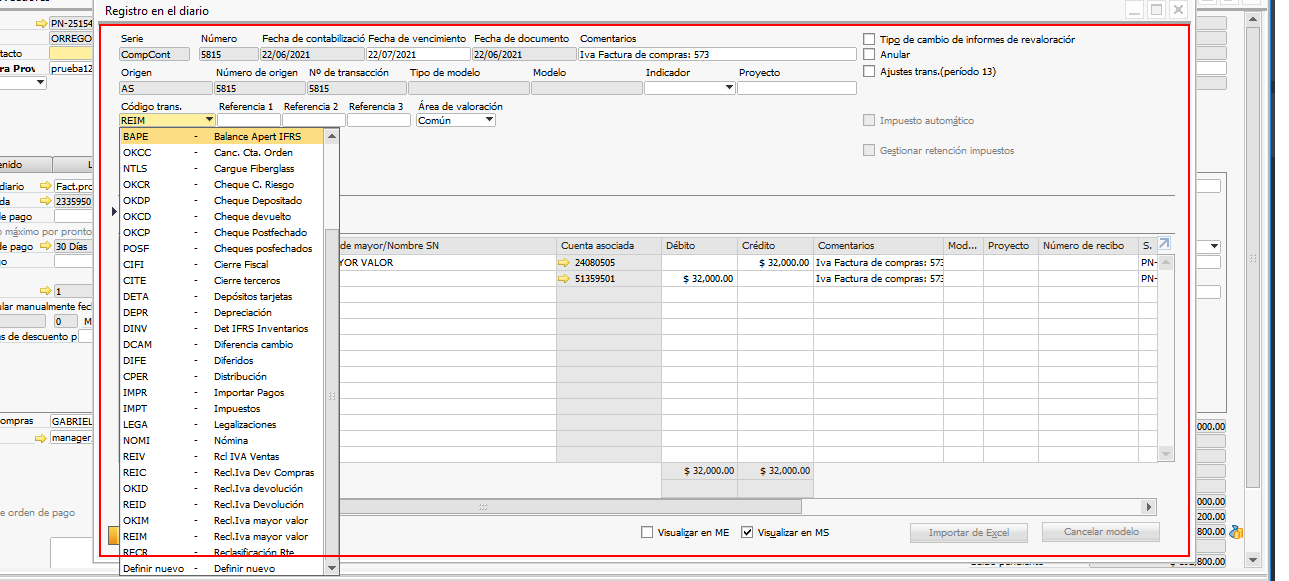 Registro en el diario
PN-25154
ORREGO
tacto
ra Prov prueba12
Serie Número Fecha de contabilizació Fecha de vencimiento Fecha de documento Comentarios
CompCont 5815 22/06/2021 22/07/2021 22/06/2021 Iva Factura de compras: 573
Tipo de cambio de informes de revaloración
Anular
Ajustes trans.(período 13)
Origen Número de origen Nº de transacción Tipo de modelo Modelo Indicador Proyecto
AS 5815 5815
Código trans. Referencia 1 Referencia 2 Referencia 3 Área de valoración
REIM Común
Impuesto automático
Gestionar retención impuestos
BAPE - Balance Apert IFRS
OKCC - Canc. Cta. Orden
NTLS - Cargue Fiberglass
OKCR - Cheque C. Riesgo
OKDP - Cheque Depositado
OKCD - Cheque devuelto
OKCP - Cheque Postfechado
POSF - Cheques posfechados
CIFI - Cierre Fiscal
CITE - Cierre terceros
DETA - Depósitos tarjetas
DEPR - Depreciación
DINV - Det IFRS Inventarios
DCAM - Diferencia cambio
DIFE - Diferidos
CPER - Distribución
IMPR - Importar Pagos
IMPT - Impuestos
LEGA - Legalizaciones
NOMI - Nómina
REIV - Rcl IVA Ventas
REIC - Recl.Iva Dev Compras
OKID - Recl.Iva devolución
REID - Recl.Iva Devolución
OKIM - Recl.Iva mayor valor
REIM - Recl.Iva mayor valor
RECR - Reclasificación Rte
Definir nuevo - Definir nuevo
de mayor/Nombre SN Cuenta asociada Débito Crédito Comentarios Mod... Proyecto Número de recibo S.
YOR VALOR 24080505 $ 32,000.00 Iva Factura de compras: 573 PN-
51359501 $ 32,000.00 Iva Factura de compras: 573 PN-
$ 32,000.00 $ 32,000.00
Visualizar en ME Visualizar en MS Importar de Excel Cancelar modelo
enido L
diario Fact.pro
da 2335950
de pago
o máximo por pronto
de pago 30 Días
go
1
ular manualmente fech
0 M
s de descuento p
ompras GABRIEL
manager
e orden de pago
000.00
000.00
200.00
800.00
800.00